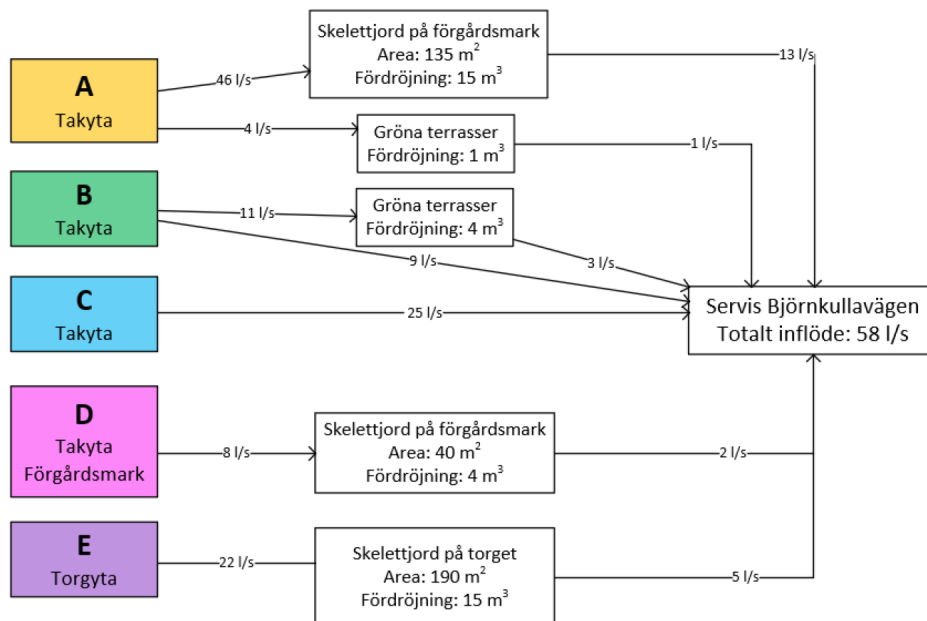 Skelettjord på förgårdsmark
Area: 135 m²
Fördröjning: 15 m³
13 l/s
A
Takyta
46 l/s
4 l/s
Gröna terrasser
Fördröjning: 1 m³
1 l/s
B
Takyta
11 l/s
Gröna terrasser
Fördröjning: 4 m³
9 l/s
3 l/s
C
Takyta
25 l/s
Servis Björnkullavägen
Totalt inflöde: 58 l/s
D
Takyta
Förgårdsmark
8 l/s
Skelettjord på förgårdsmark
Area: 40 m²
Fördröjning: 4 m³
2 l/s
E
Torgyta
22 l/s
Skelettjord på torget
Area: 190 m²
Fördröjning: 15 m³
5 l/s